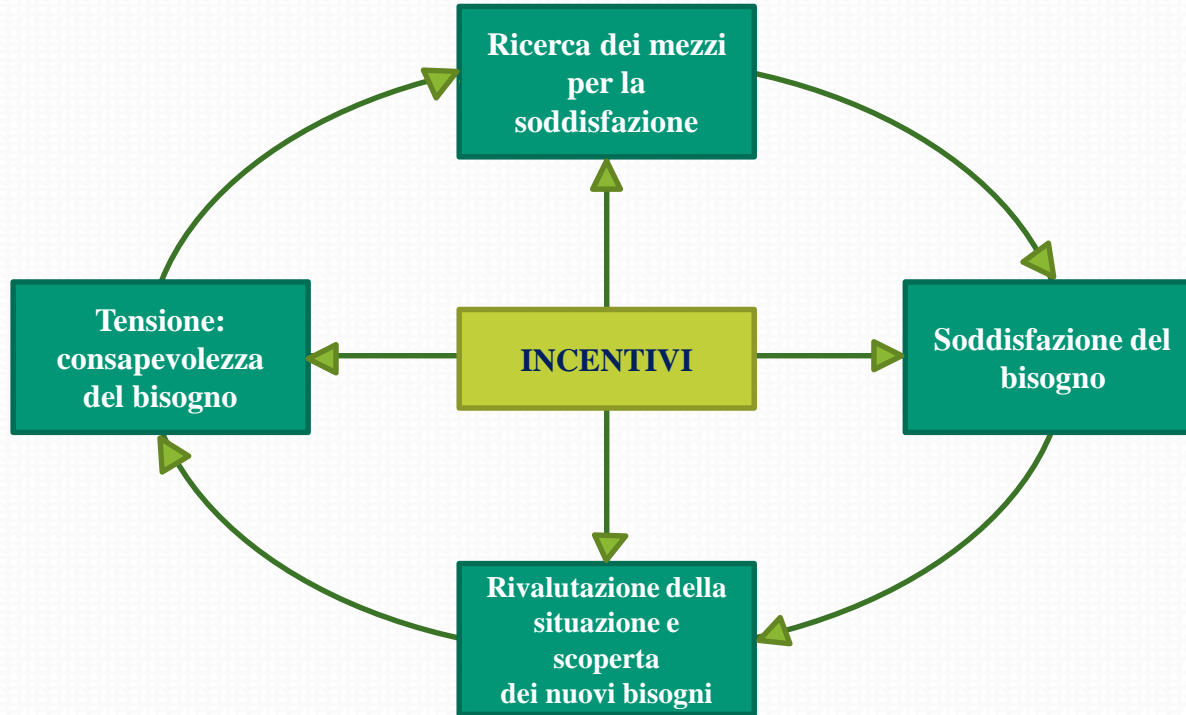 Ricerca dei mezzi
per la
soddisfazione
Tensione:
consapevolezza
del bisogno
INCENTIVI
Soddisfazione del
bisogno
Rivalutazione della
situazione e
scoperta
dei nuovi bisogni